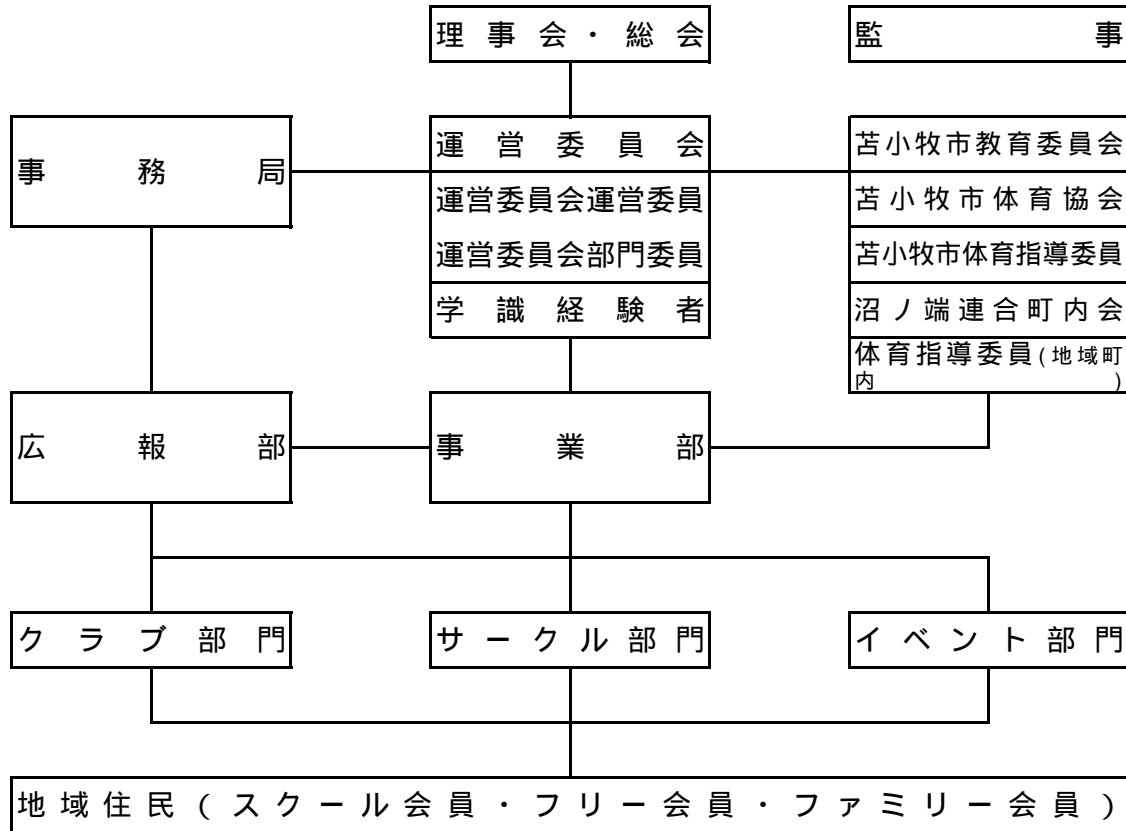 理事会・総会
監事
事務局
運営委員会
運営委員会運営委員
運営委員会部門委員
学識経験者
苫小牧市教育委員会
苫小牧市体育協会
苫小牧市体育指導委員
沼ノ端連合町内会
体育指導委員(地域町
内)
広報部
事業部
クラブ部門
サークル部門
イベント部門
地域住民(スクール会員・フリー会員・ファミリー会員)